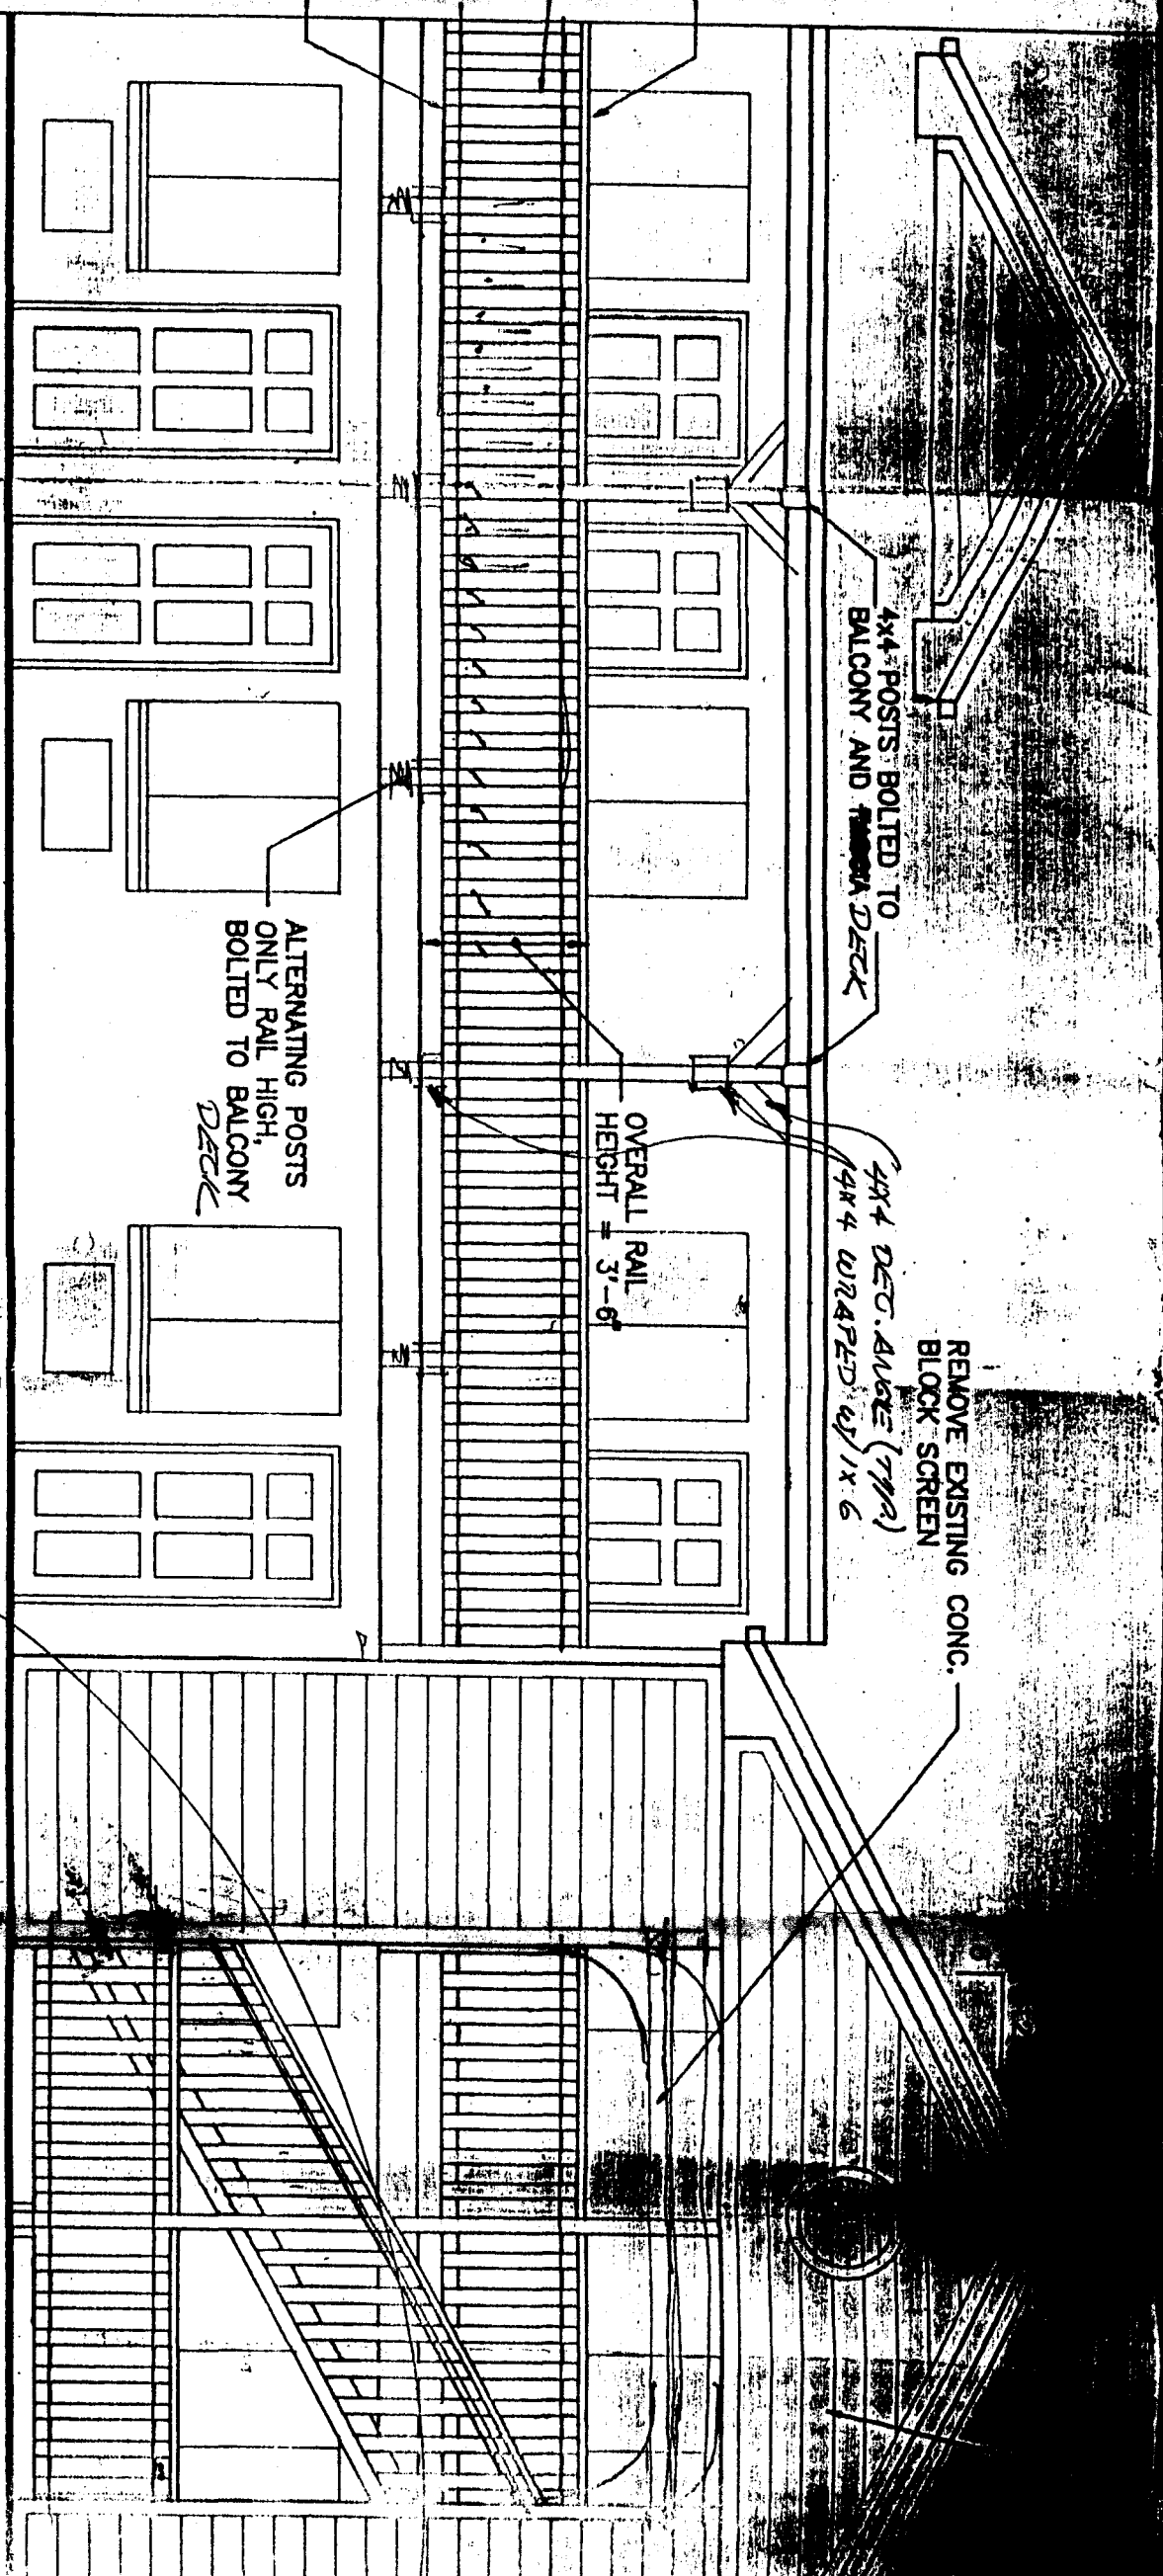 4x4 POSTS BOLTED TO
BALCONY AND DECK
REMOVE EXISTING CONC.
BLOCK SCREEN
4X4 DEC. ANGLE (TYP.)
4X4 WRAPED W/ 1X6
OVERALL RAIL
HEIGHT = 3'-6"
ALTERNATING POSTS
ONLY RAIL HIGH,
BOLTED TO BALCONY
DECK